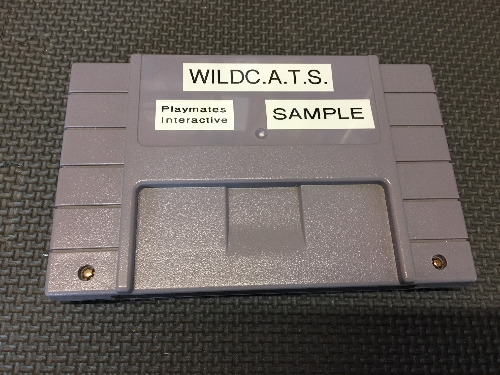 WILDC.A.T.S.
Playmates
Interactive
SAMPLE